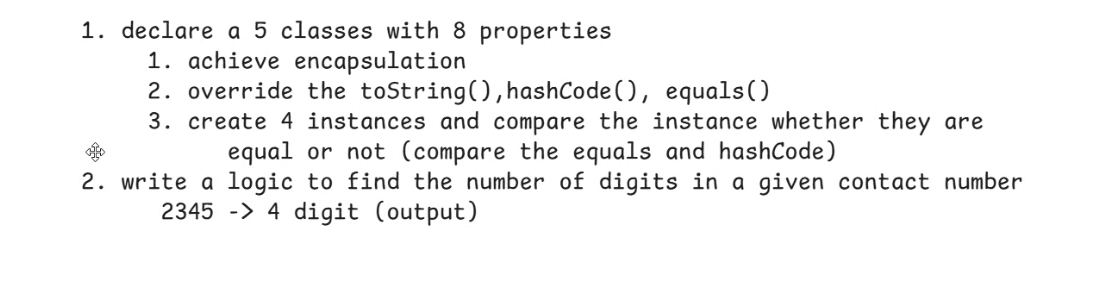 1. declare a 5 classes with 8 properties
1. achieve encapsulation
2. override the toString(),hashCode(), equals()
3. create 4 instances and compare the instance whether they are
equal or not (compare the equals and hashCode)
2. write a logic to find the number of digits in a given contact number
2345 -> 4 digit (output)